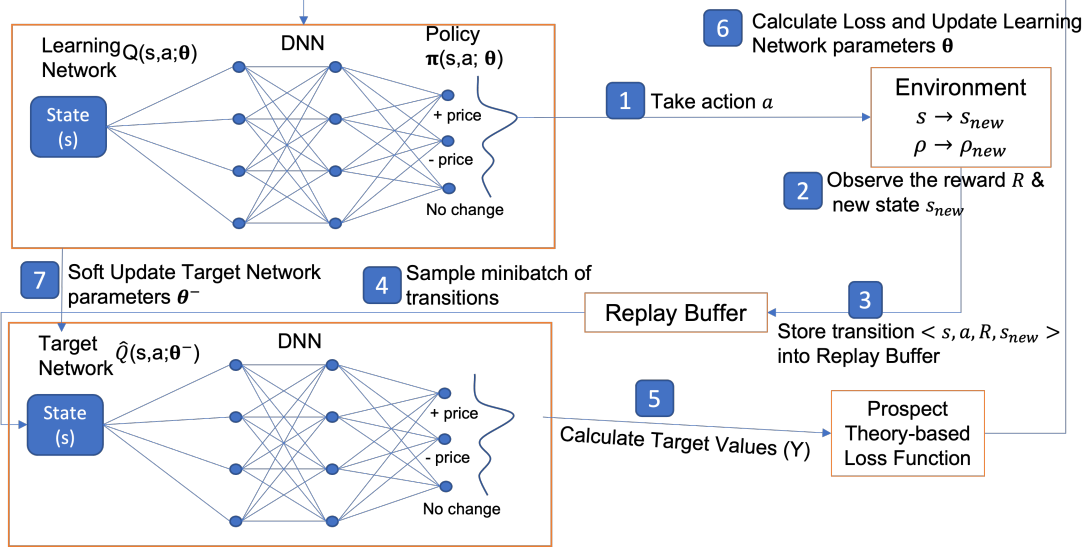 Learning Q(s,a;θ)
Network
DNN
Policy
π(s,a; θ)
State
(s)
+ price
- price
No change
1 Take action a
6 Calculate Loss and Update Learning
Network parameters θ
Environment
s → s_new
ρ → ρ_new
2 Observe the reward R &
new state s_new
7 Soft Update Target Network
parameters θ⁻
4 Sample minibatch of
transitions
Replay Buffer
3
Store transition < s, a, R, s_new >
into Replay Buffer
Target
Network Q̂(s,a;θ⁻)
DNN
State
(s)
+ price
- price
No change
5
Calculate Target Values (Y)
Prospect
Theory-based
Loss Function